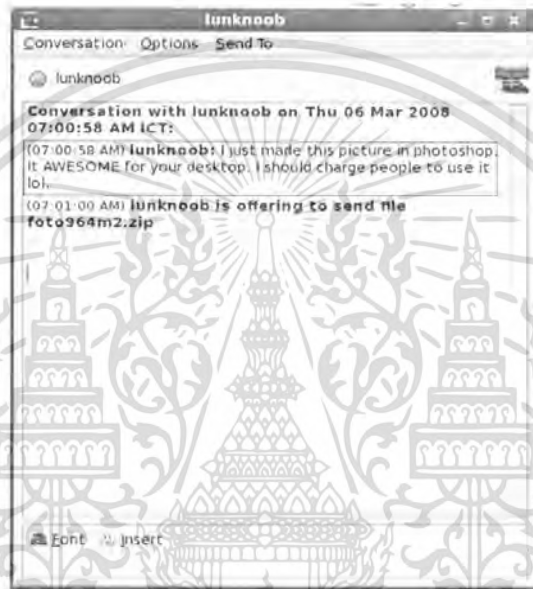 lunknoob
Conversation Options Send To
lunknoob
Conversation with lunknoob on Thu 06 Mar 2008
07:00:58 AM ICT:
(07:00:58 AM) lunknoob: I just made this picture in photoshop.
it AWESOME for your desktop. I should charge people to use it
lol.
(07:01:00 AM) lunknoob is offering to send file
foto964m2.zip
Font Insert